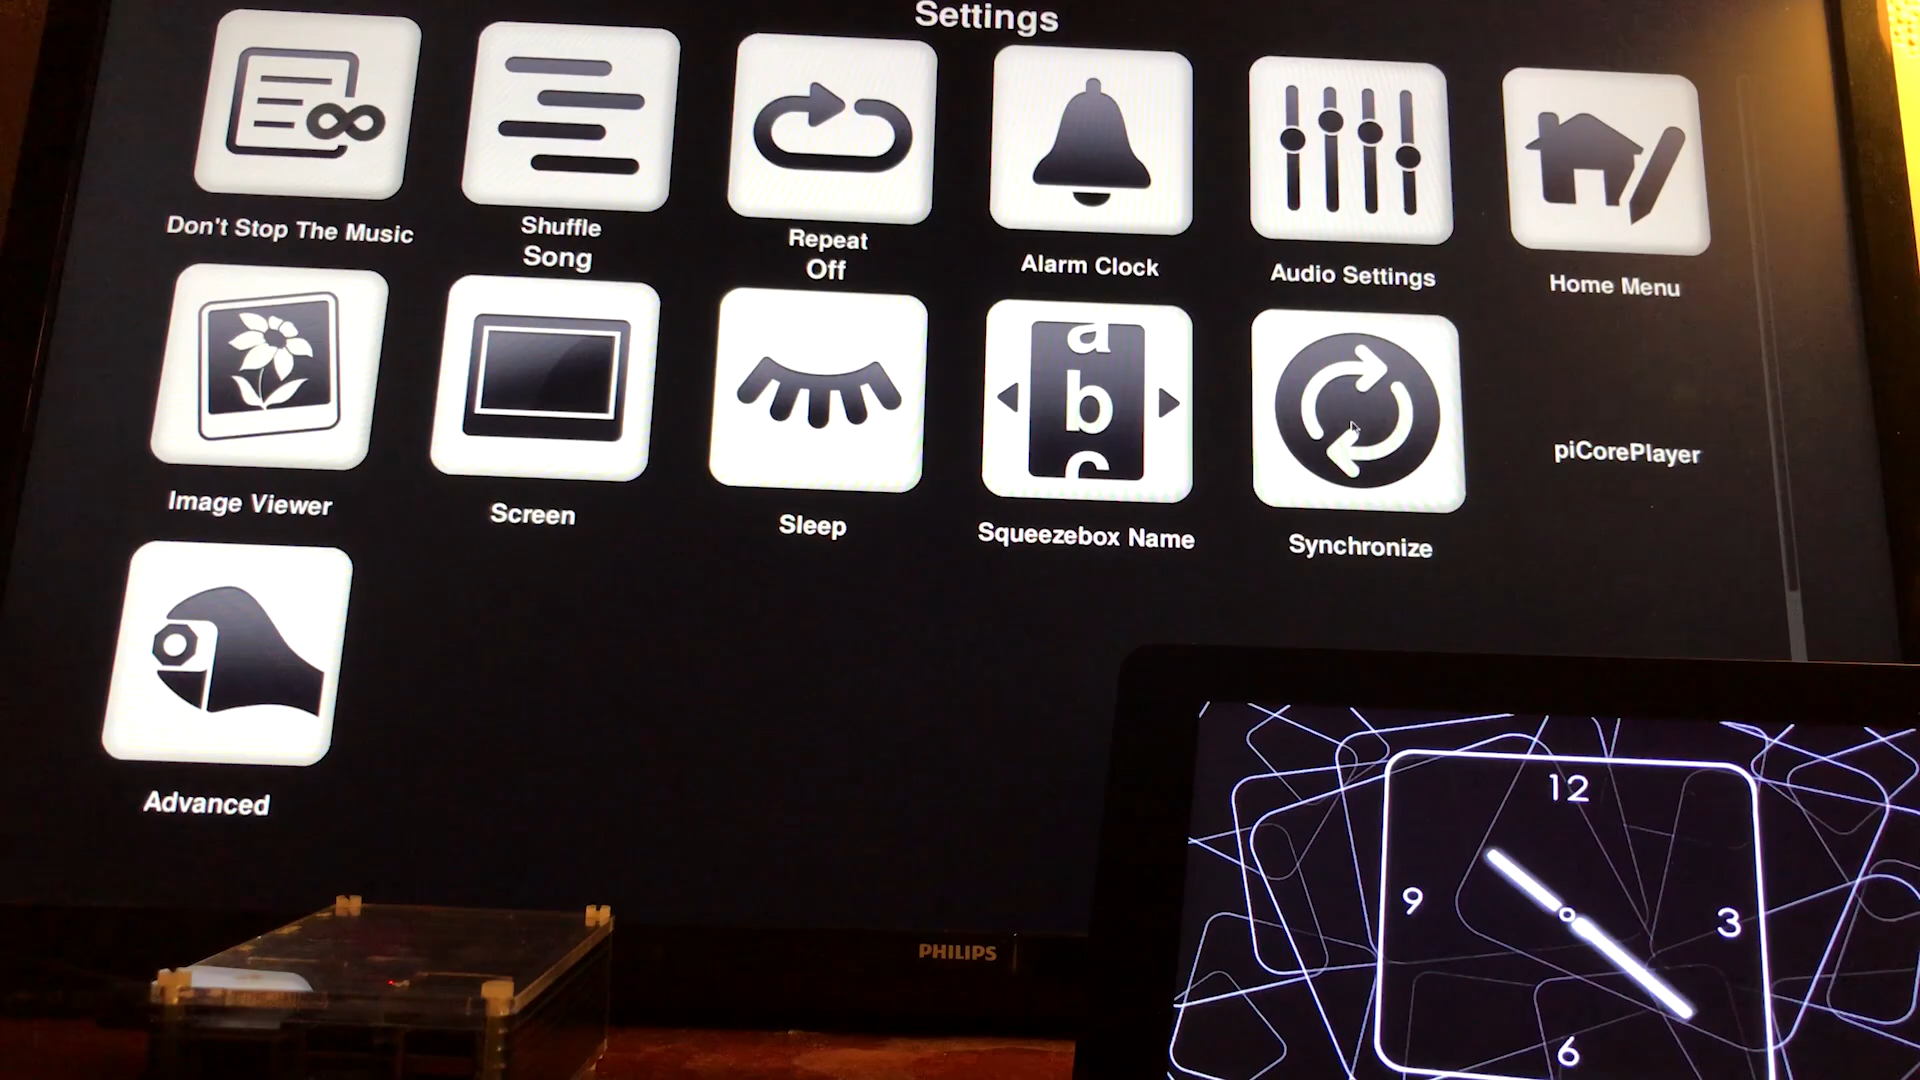 Settings
Don't Stop The Music
Shuffle
Song
Repeat
Off
Alarm Clock
Audio Settings
Home Menu
a
b
c
Image Viewer
Screen
Sleep
Squeezebox Name
Synchronize
piCorePlayer
Advanced
PHILIPS
12
9
3
6